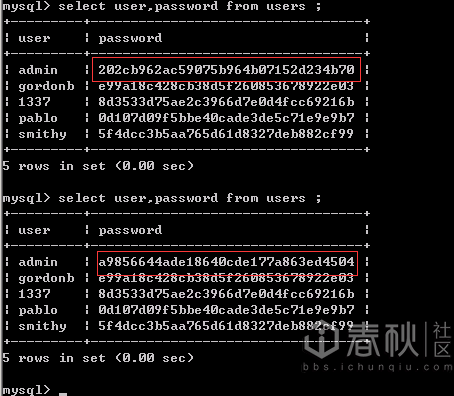 mysql> select user,password from users ;
+---------+----------------------------------+
| user | password |
+---------+----------------------------------+
| admin | 202cb962ac59075b964b07152d234b70 |
| gordonb | e99a18c428cb38d5f260853678922e03 |
| 1337 | 8d3533d75ae2c3966d7e0d4fcc69216b |
| pablo | 0d107d09f5bbe40cade3de5c71e9e9b7 |
| smithy | 5f4dcc3b5aa765d61d8327deb882cf99 |
+---------+----------------------------------+
5 rows in set (0.00 sec)
mysql> select user,password from users ;
+---------+----------------------------------+
| user | password |
+---------+----------------------------------+
| admin | a9856644ade18640cde177a863ed4504 |
| gordonb | e99a18c428cb38d5f260853678922e03 |
| 1337 | 8d3533d75ae2c3966d7e0d4fcc69216b |
| pablo | 0d107d09f5bbe40cade3de5c71e9e9b7 |
| smithy | 5f4dcc3b5aa765d61d8327deb882cf99 |
+---------+----------------------------------+
5 rows in set (0.00 sec)
春秋 社区
bbs.ichunqiu.com
mysql> _